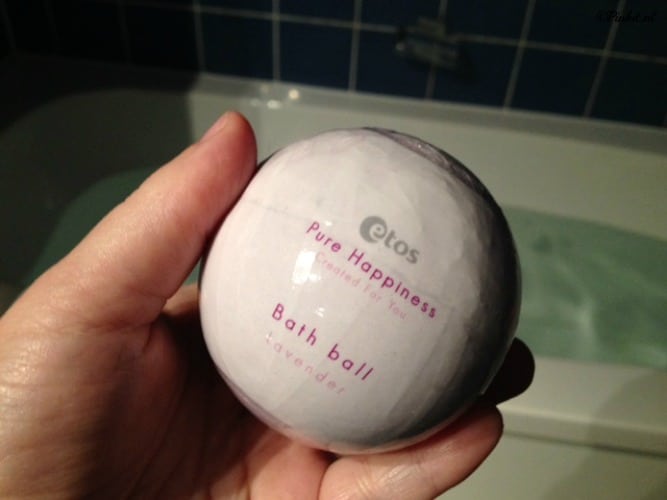 etos
Pure Happiness
Created For You
Bath ball
Lavender